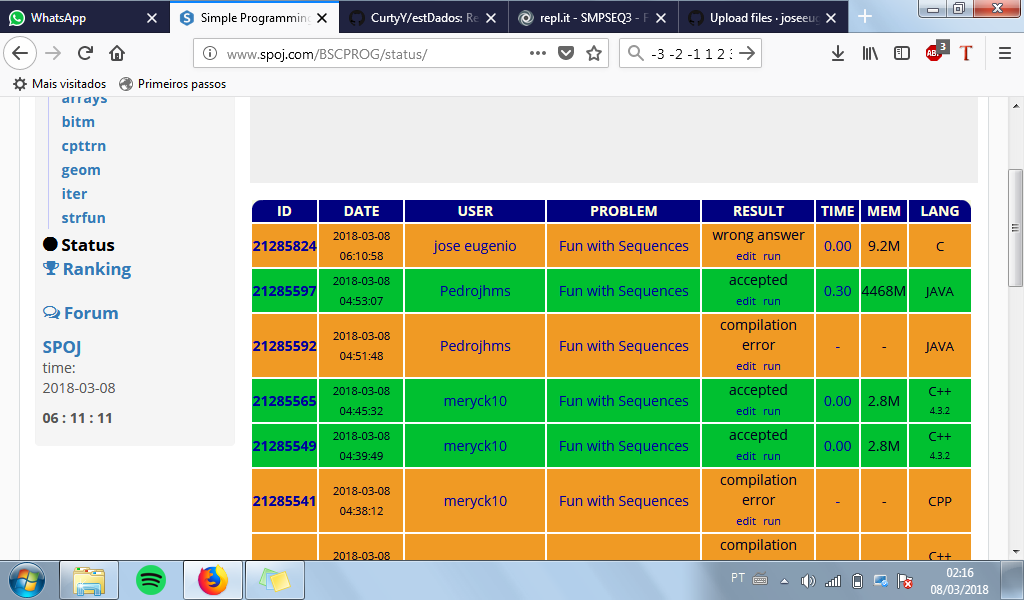 WhatsApp
Simple Programming
CurtyY/estDados: Re
repl.it - SMPSEQ3 - F
Upload files · joseeug
www.spoj.com/BSCPROG/status/
-3 -2 -1 1 2 3
ABP
3
T
Mais visitados
Primeiros passos
arrays
bitm
cpttrn
geom
iter
strfun
Status
Ranking
Forum
SPOJ
time:
2018-03-08
06 : 11 : 11
ID DATE USER PROBLEM RESULT TIME MEM LANG
21285824 2018-03-08 06:10:58 jose eugenio Fun with Sequences wrong answer edit run 0.00 9.2M C
21285597 2018-03-08 04:53:07 Pedrojhms Fun with Sequences accepted edit run 0.30 4468M JAVA
21285592 2018-03-08 04:51:48 Pedrojhms Fun with Sequences compilation error edit run - - JAVA
21285565 2018-03-08 04:45:32 meryck10 Fun with Sequences accepted edit run 0.00 2.8M C++ 4.3.2
21285549 2018-03-08 04:39:49 meryck10 Fun with Sequences accepted edit run 0.00 2.8M C++ 4.3.2
21285541 2018-03-08 04:38:12 meryck10 Fun with Sequences compilation error edit run - - CPP
2018-03-08 compilation C++
PT
02:16
08/03/2018